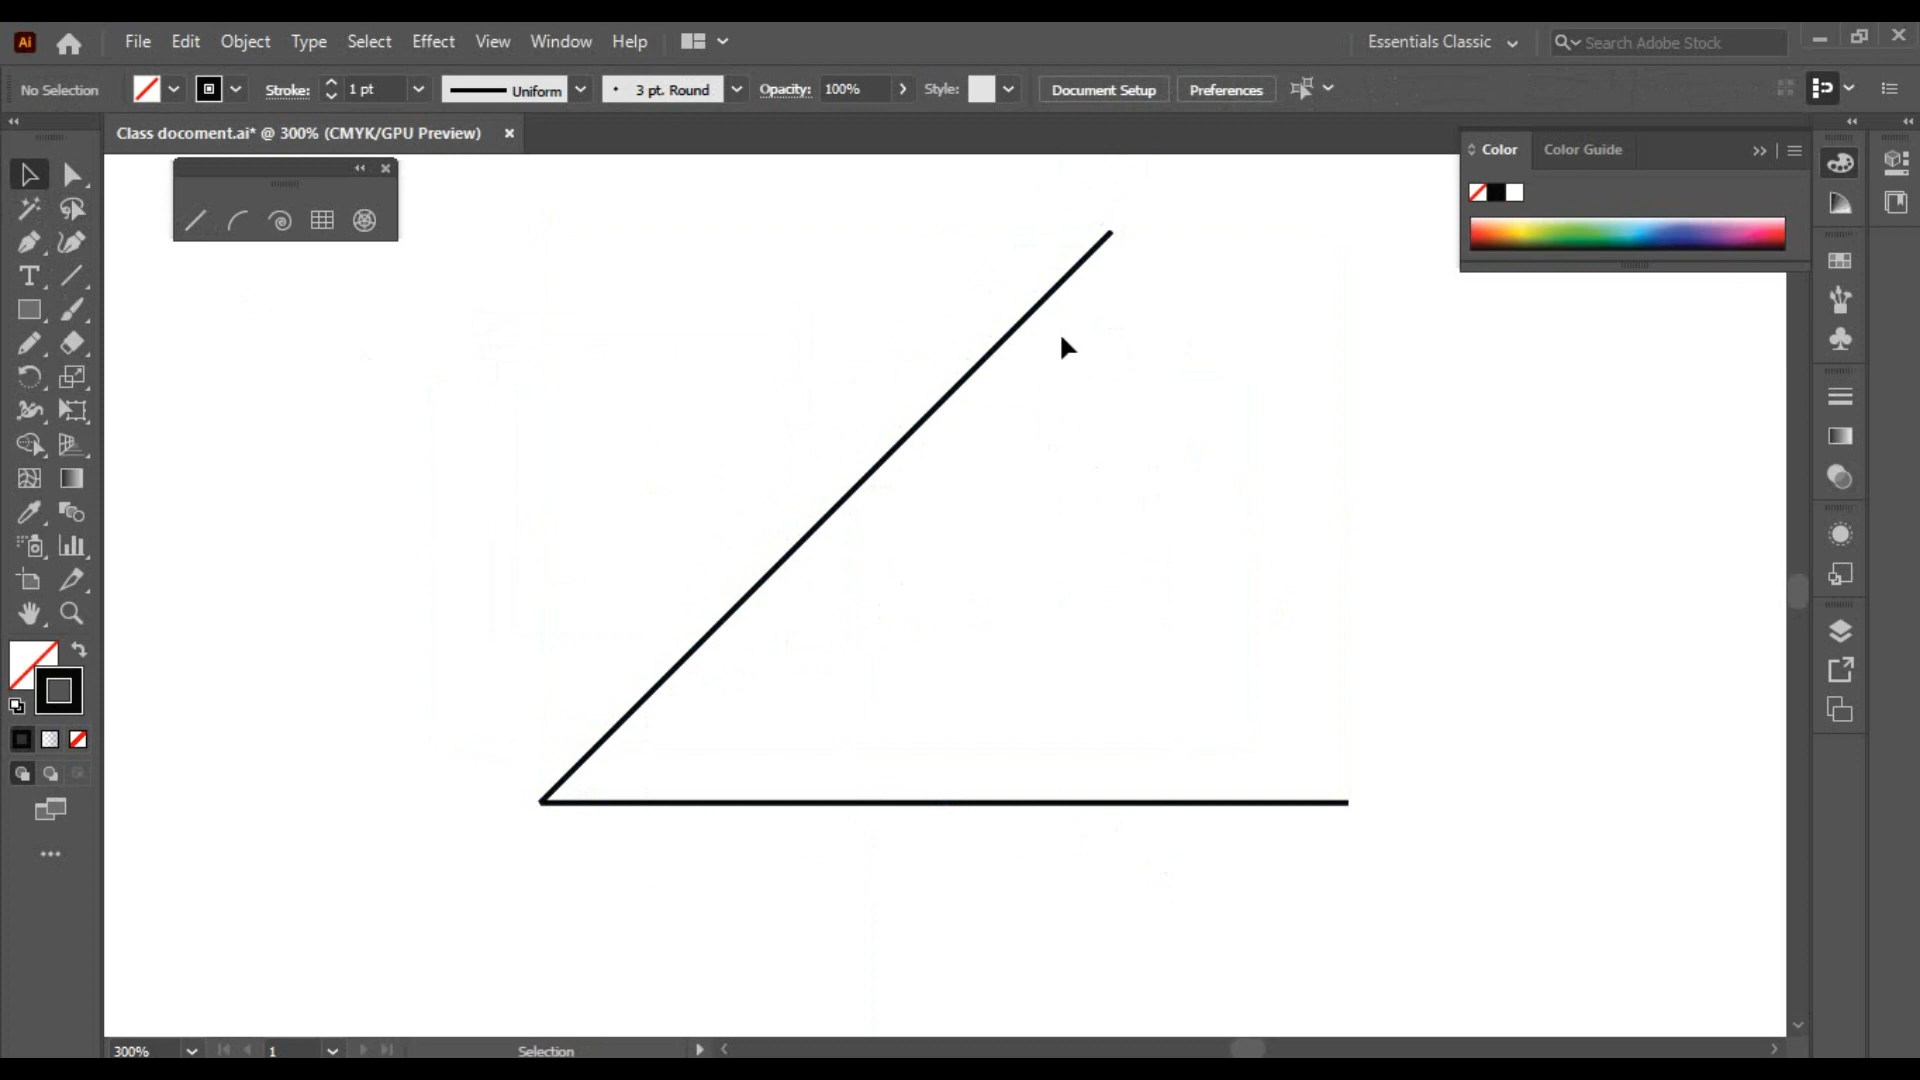 Ai File Edit Object Type Select Effect View Window Help Essentials Classic Search Adobe Stock
No Selection Stroke: 1 pt Uniform 3 pt. Round Opacity: 100% Style: Document Setup Preferences
Class docoment.ai* @ 300% (CMYK/GPU Preview)
Color Color Guide
300% 1 Selection